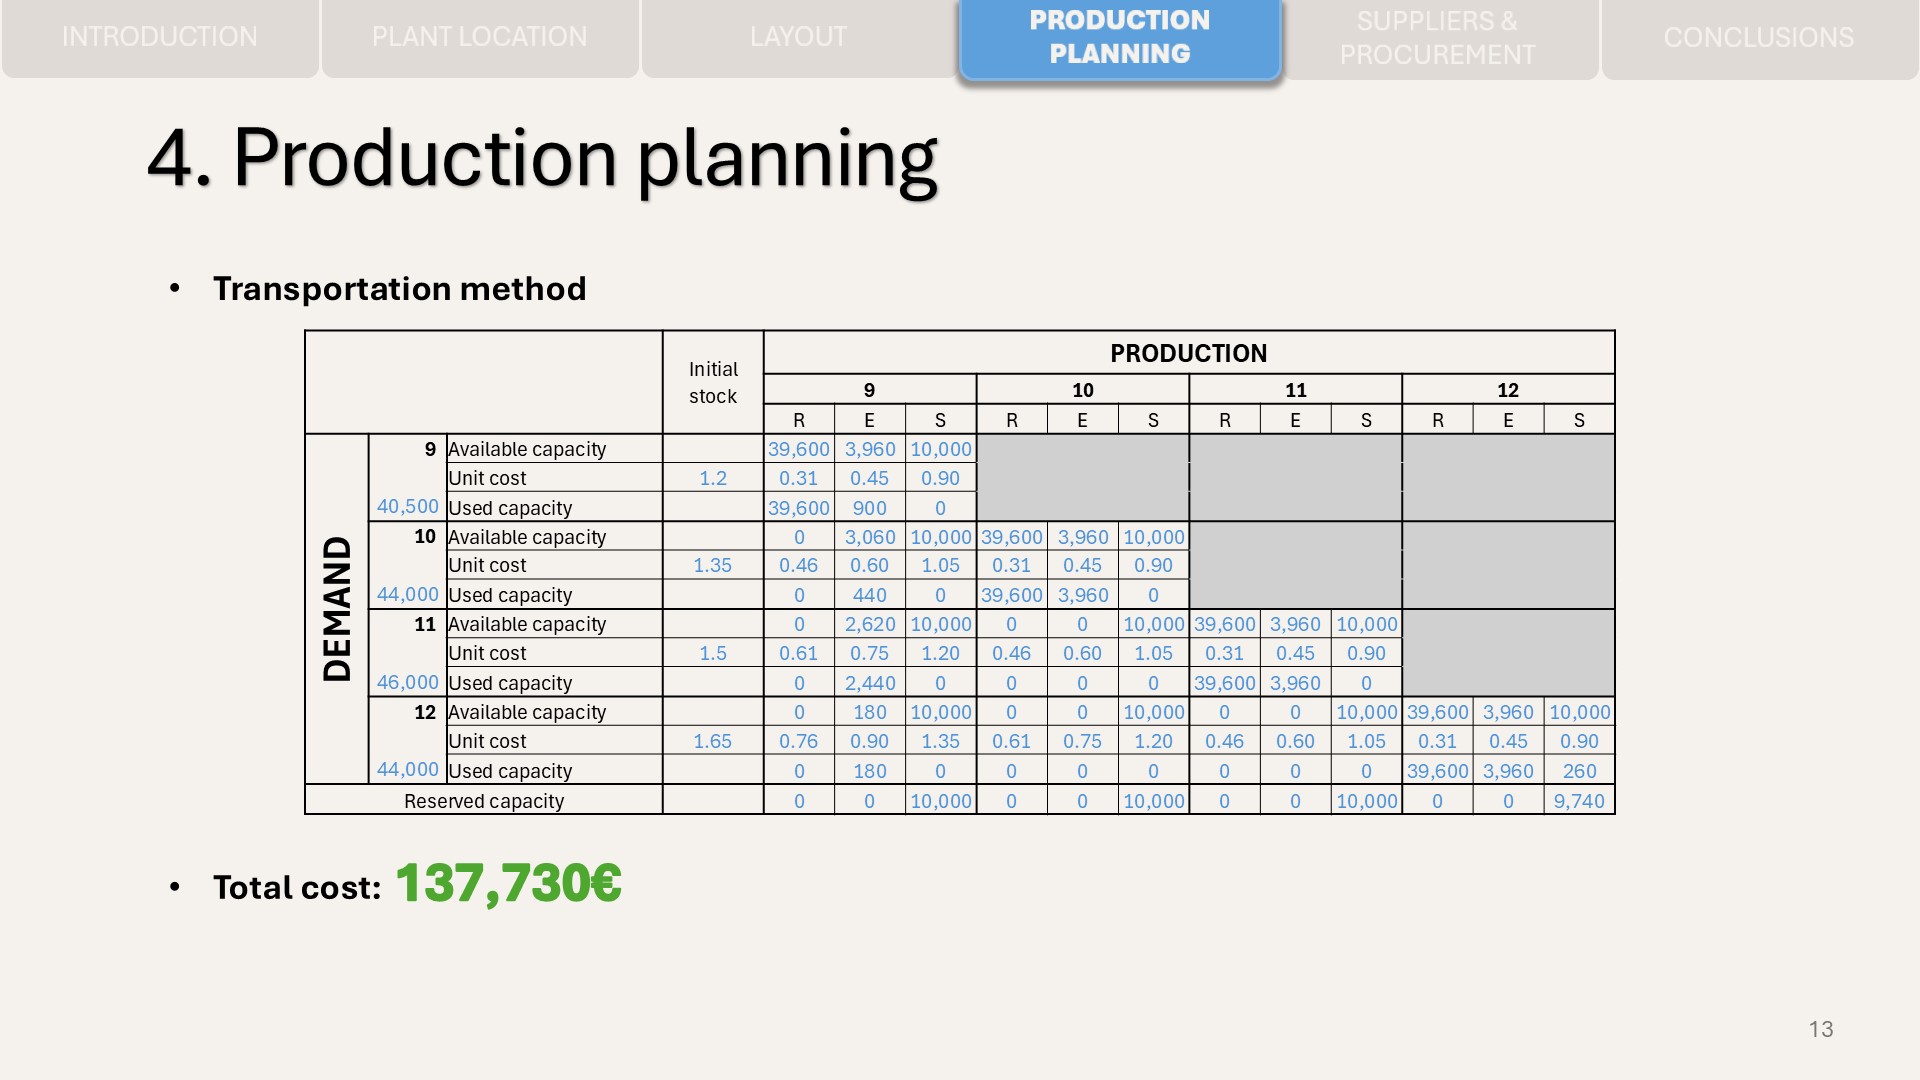 INTRODUCTION
PLANT LOCATION
LAYOUT
PRODUCTION
PLANNING
SUPPLIERS &
PROCUREMENT
CONCLUSIONS
4. Production planning
• Transportation method
Initial
stock
PRODUCTION
9 10 11 12
R E S R E S R E S R E S
DEMAND
9 Available capacity 39,600 3,960 10,000
Unit cost 1.2 0.31 0.45 0.90
40,500 Used capacity 39,600 900 0
10 Available capacity 0 3,060 10,000 39,600 3,960 10,000
Unit cost 1.35 0.46 0.60 1.05 0.31 0.45 0.90
44,000 Used capacity 0 440 0 39,600 3,960 0
11 Available capacity 0 2,620 10,000 0 0 10,000 39,600 3,960 10,000
Unit cost 1.5 0.61 0.75 1.20 0.46 0.60 1.05 0.31 0.45 0.90
46,000 Used capacity 0 2,440 0 0 0 0 39,600 3,960 0
12 Available capacity 0 180 10,000 0 0 10,000 0 0 10,000 39,600 3,960 10,000
Unit cost 1.65 0.76 0.90 1.35 0.61 0.75 1.20 0.46 0.60 1.05 0.31 0.45 0.90
44,000 Used capacity 0 180 0 0 0 0 0 0 0 39,600 3,960 260
Reserved capacity 0 0 10,000 0 0 10,000 0 0 10,000 0 0 9,740
• Total cost: 137,730€
13